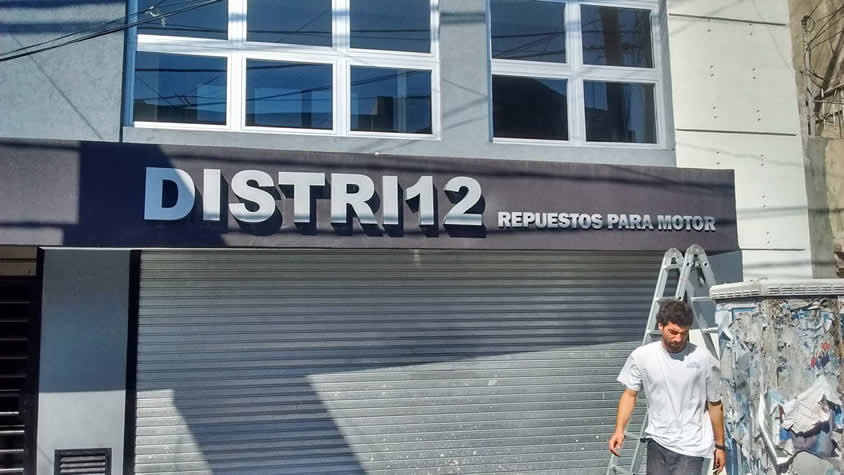 DISTRI12 REPUESTOS PARA MOTOR